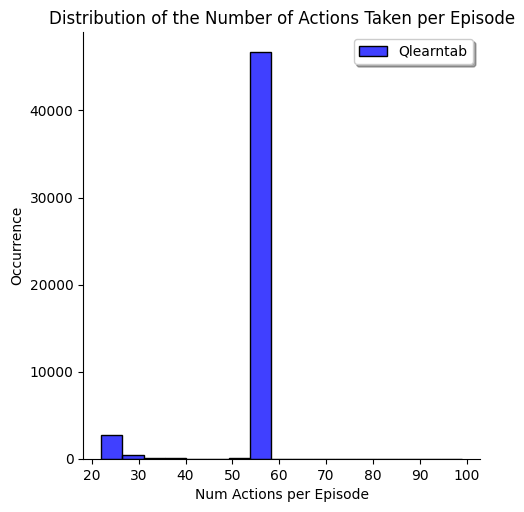 Distribution of the Number of Actions Taken per Episode
Qlearntab
40000
30000
20000
10000
0
Occurrence
20 30 40 50 60 70 80 90 100
Num Actions per Episode